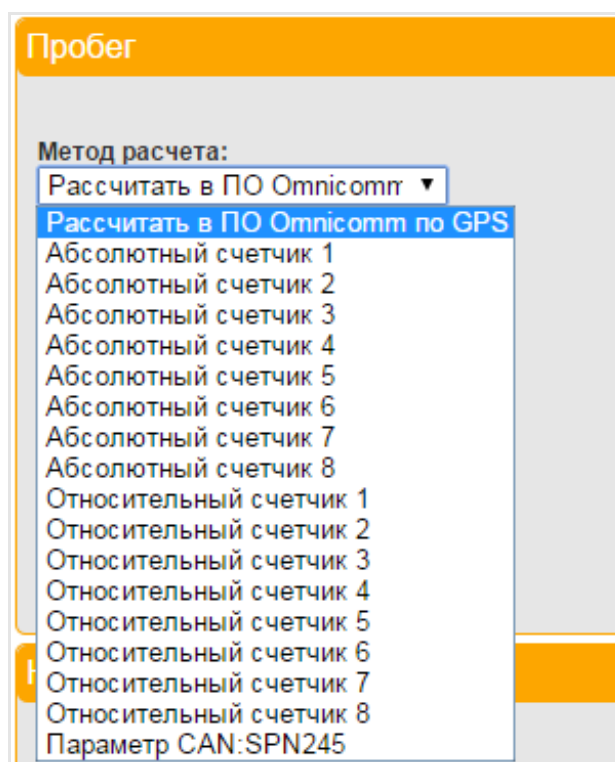 Пробег
Метод расчета:
Рассчитать в ПО Omnicomm
Рассчитать в ПО Omnicomm по GPS
Абсолютный счетчик 1
Абсолютный счетчик 2
Абсолютный счетчик 3
Абсолютный счетчик 4
Абсолютный счетчик 5
Абсолютный счетчик 6
Абсолютный счетчик 7
Абсолютный счетчик 8
Относительный счетчик 1
Относительный счетчик 2
Относительный счетчик 3
Относительный счетчик 4
Относительный счетчик 5
Относительный счетчик 6
Относительный счетчик 7
Относительный счетчик 8
Параметр CAN:SPN245